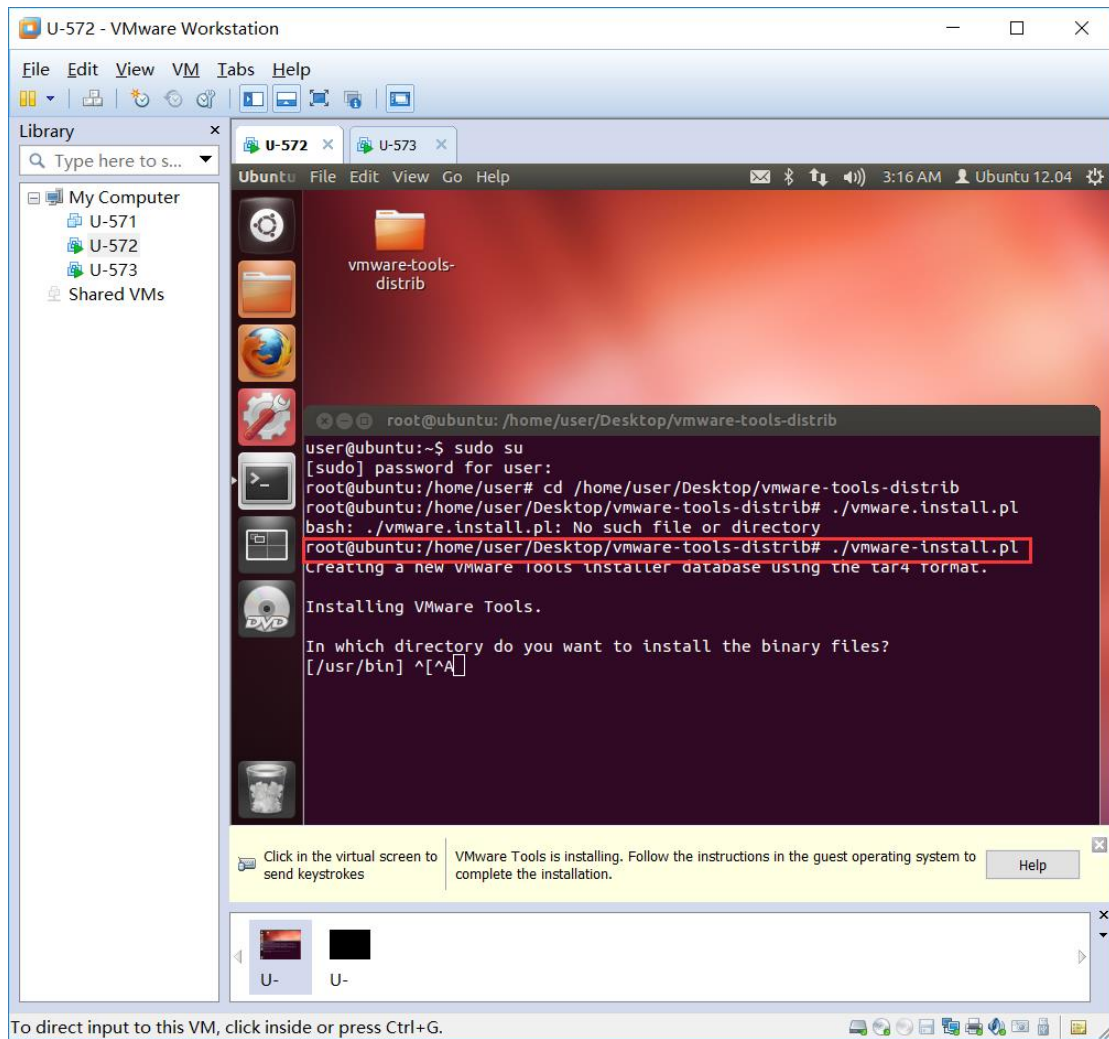 U-572 - VMware Workstation
File Edit View VM Tabs Help
Library
Type here to s...
My Computer
U-571
U-572
U-573
Shared VMs
U-572 U-573
Ubuntu File Edit View Go Help 3:16 AM Ubuntu 12.04
vmware-tools-
distrib
root@ubuntu: /home/user/Desktop/vmware-tools-distrib
user@ubuntu:~$ sudo su
[sudo] password for user:
root@ubuntu:/home/user# cd /home/user/Desktop/vmware-tools-distrib
root@ubuntu:/home/user/Desktop/vmware-tools-distrib# ./vmware.install.pl
bash: ./vmware.install.pl: No such file or directory
root@ubuntu:/home/user/Desktop/vmware-tools-distrib# ./vmware-install.pl
Creating a new VMware Tools installer database using the tar4 format.
Installing VMware Tools.
In which directory do you want to install the binary files?
[/usr/bin] ^[^A
DVD
Click in the virtual screen to
send keystrokes
VMware Tools is installing. Follow the instructions in the guest operating system to
complete the installation.
Help
U- U-
To direct input to this VM, click inside or press Ctrl+G.